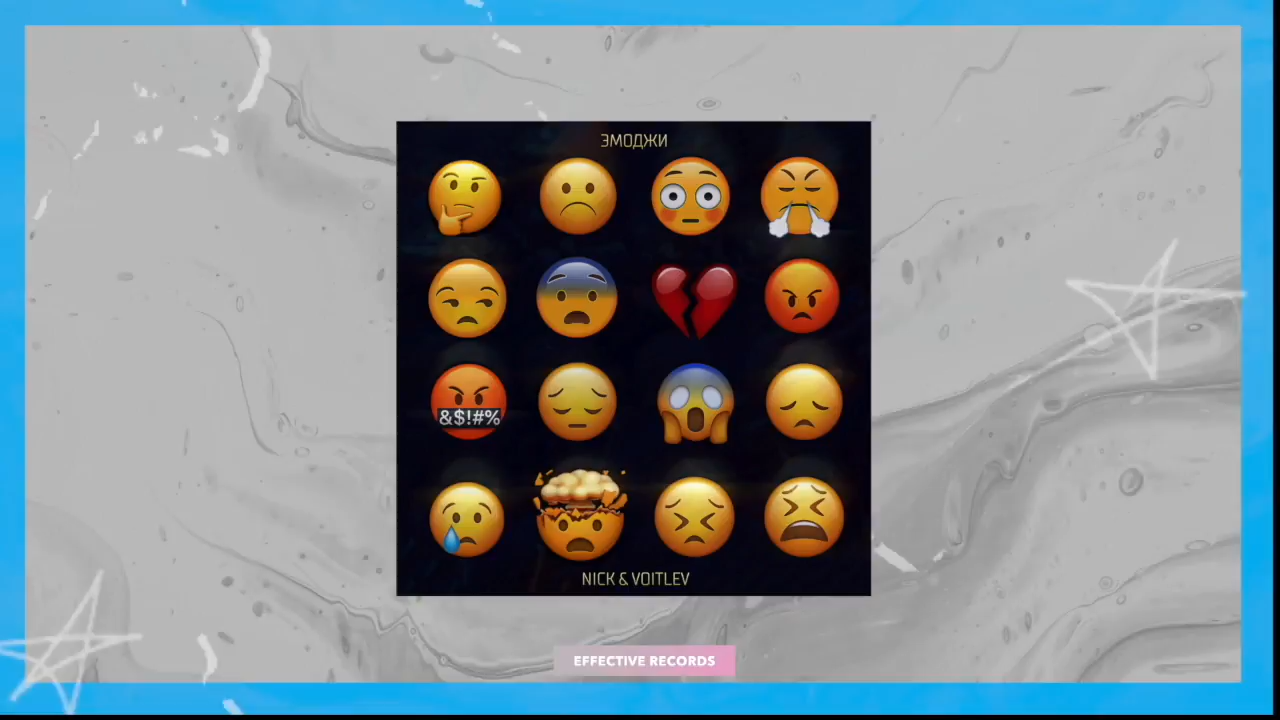 ЭМОДЖИ
&$!#%
NICK & VOITLEV
EFFECTIVE RECORDS